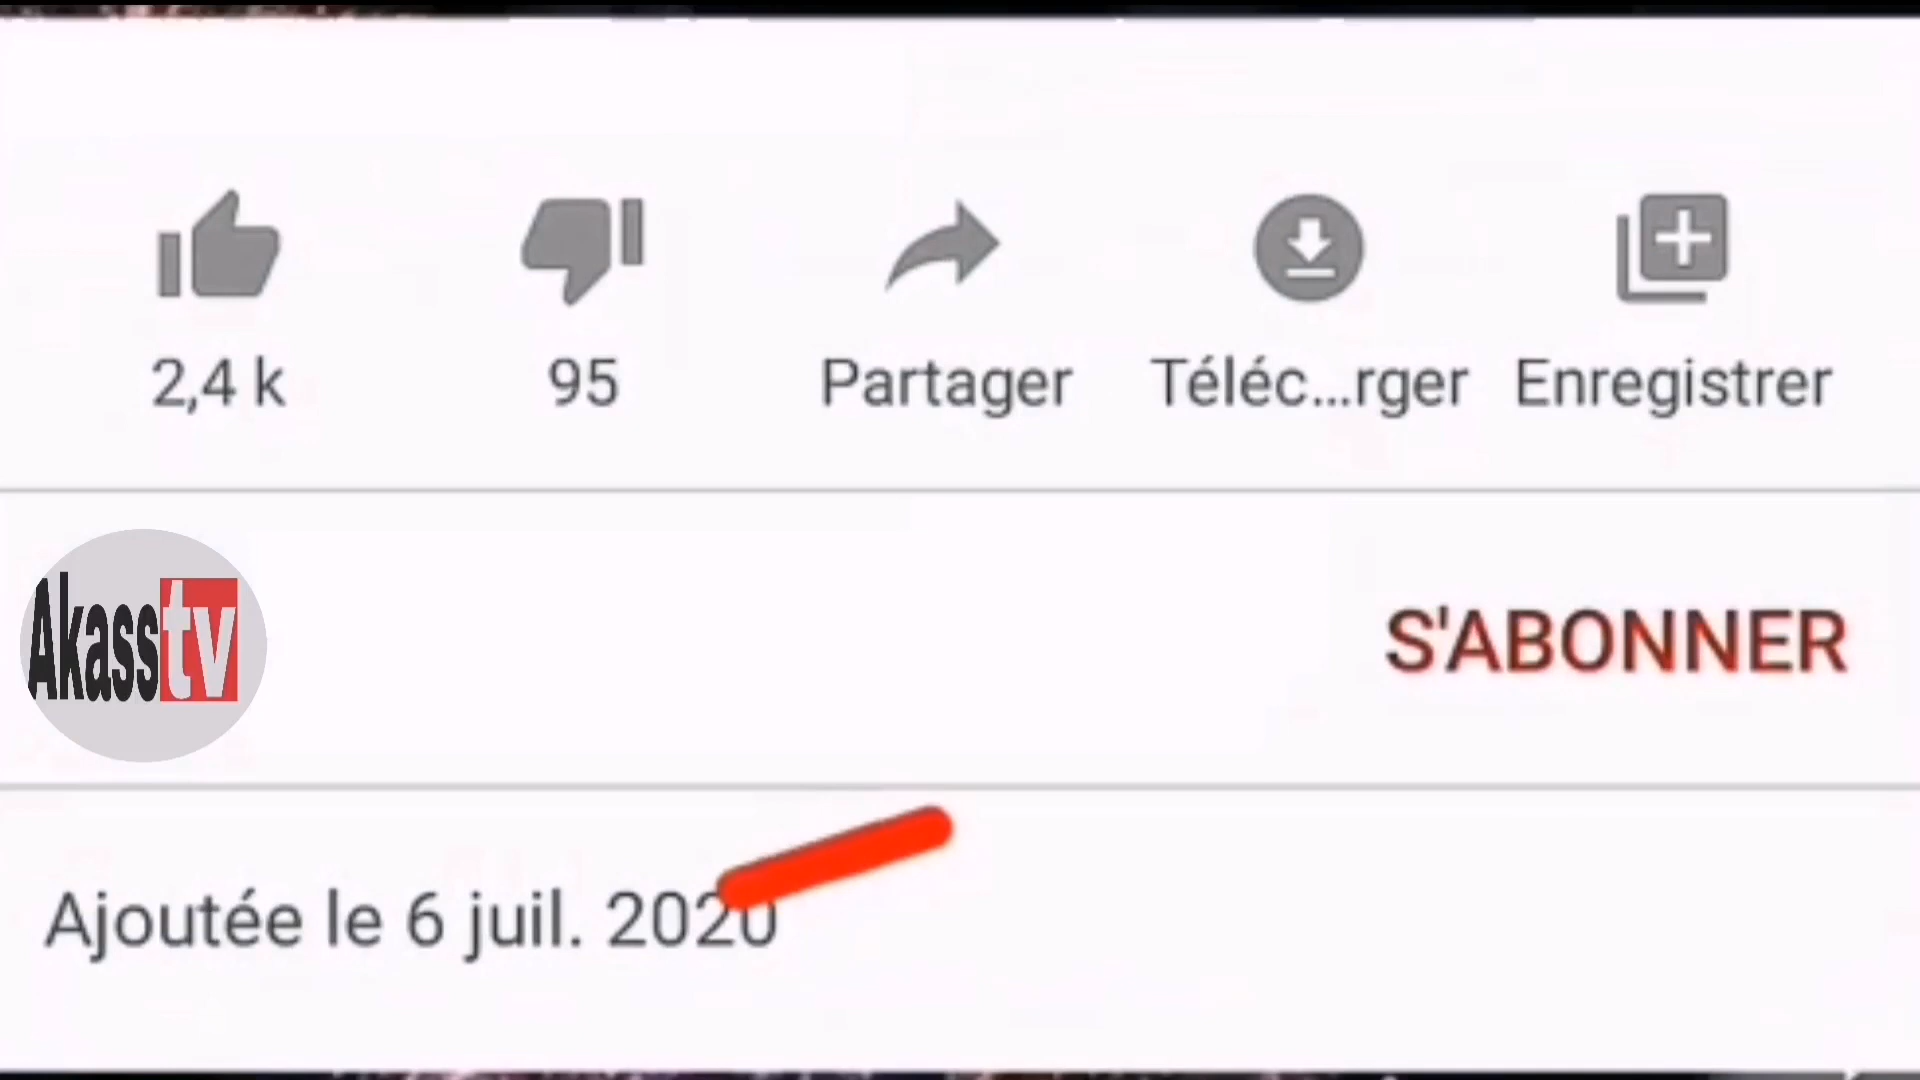 2,4 k 95 Partager Téléc...rger Enregistrer
Akasstv S'ABONNER
Ajoutée le 6 juil. 2020